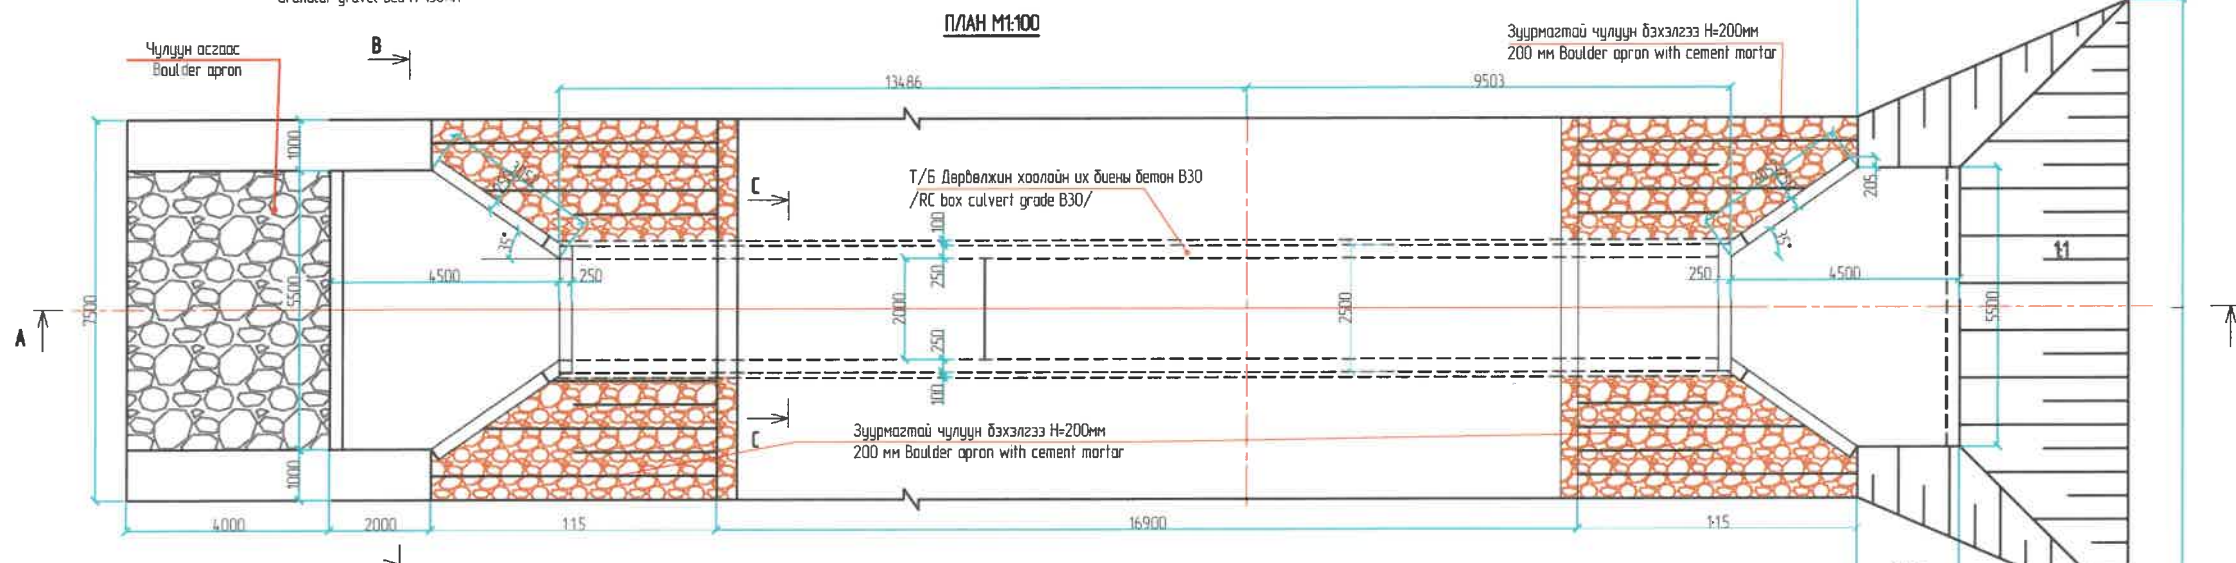 ПЛАН М1:100
Чулуун асгаас
Boulder apron
B
Зуурмагтай чулуун бэхэлгээ H=200мм
200 мм Boulder apron with cement mortar
13486
9503
1000
C
Т/Б Дөрвөлжин хоолойн их биены бетон B30
/RC box culvert grade B30/
100
205
35°
35°
1:1
4500
250
250
250
4500
7500
5500
2000
2500
5500
A
250
100
C
Зуурмагтай чулуун бэхэлгээ H=200мм
200 мм Boulder apron with cement mortar
1000
4000
2000
1:15
16900
1:15